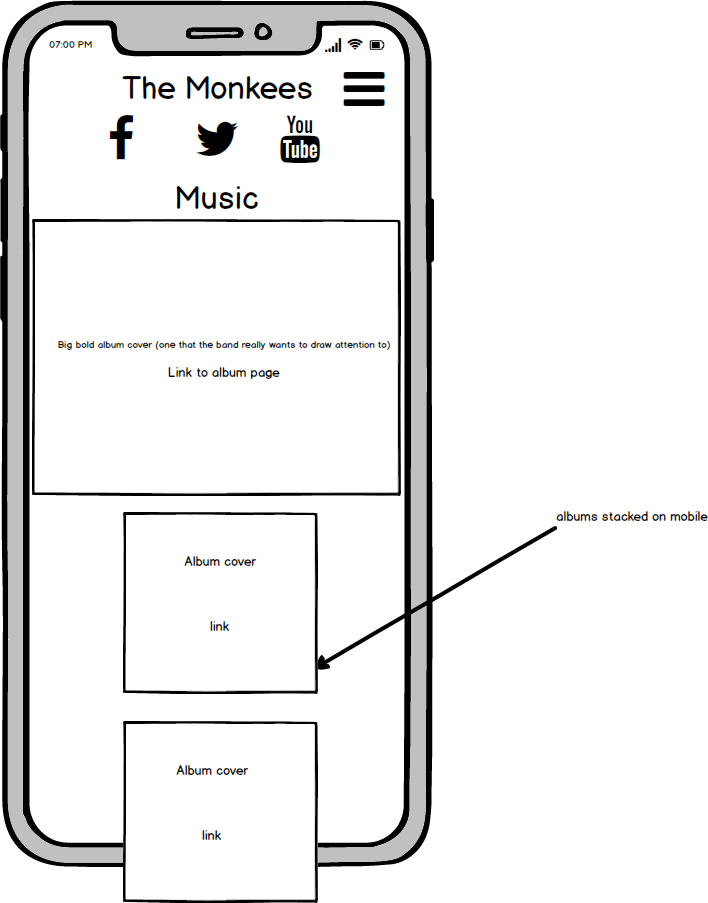 07:00 PM
The Monkees
You
Tube
Music
Big bold album cover (one that the band really wants to draw attention to)
Link to album page
albums stacked on mobile
Album cover
link
Album cover
link